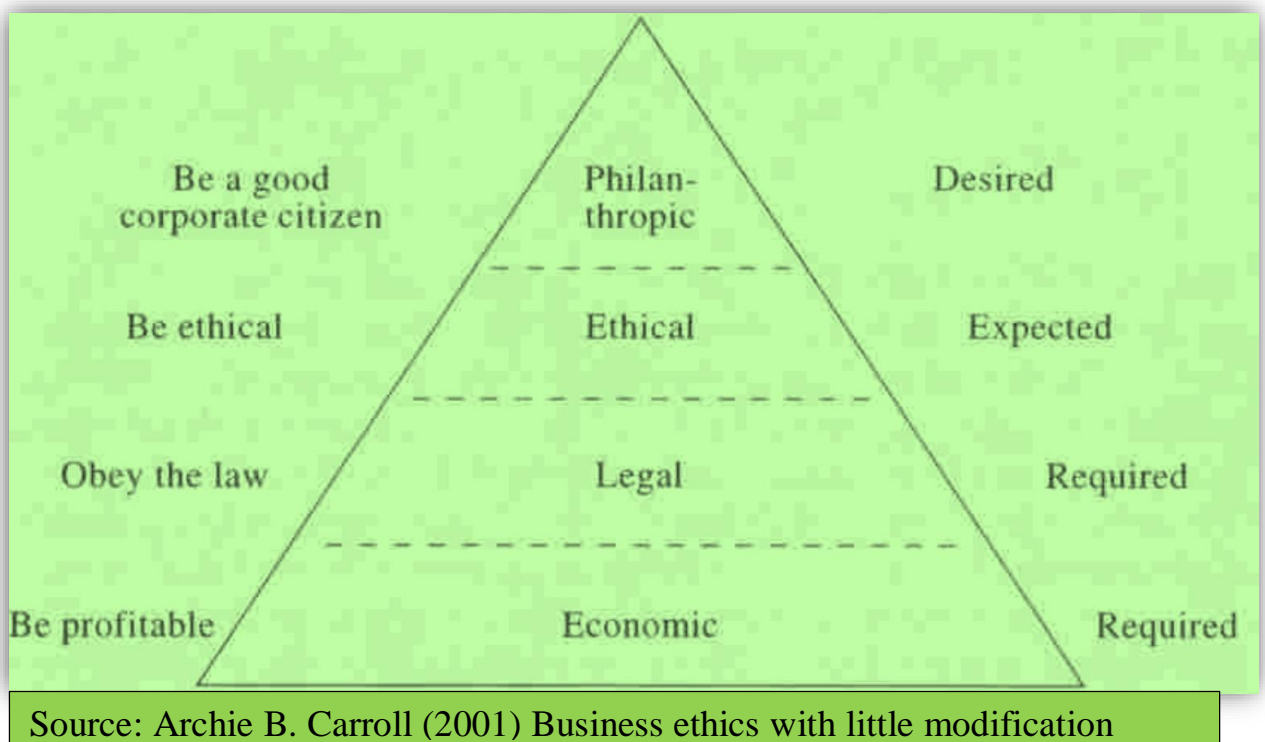 Be a good
corporate citizen
Philan-
thropic
Desired
Be ethical
Ethical
Expected
Obey the law
Legal
Required
Be profitable
Economic
Required
Source: Archie B. Carroll (2001) Business ethics with little modification